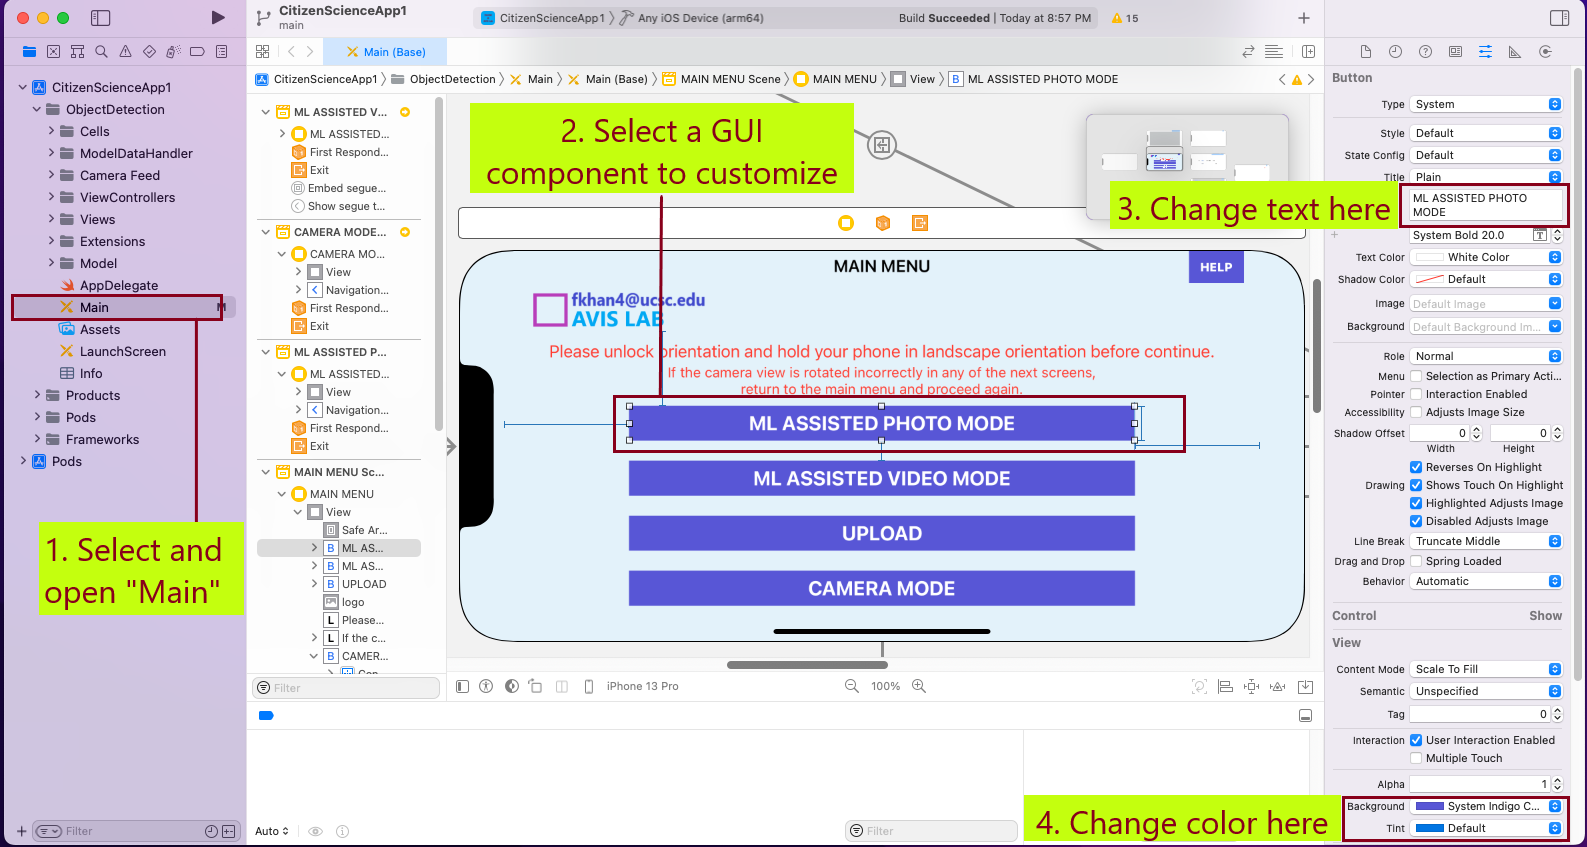 CitizenScienceApp1
main
CitizenScienceApp1 〉 Any iOS Device (arm64)
Build Succeeded | Today at 8:57 PM
15
Main (Base)
CitizenScienceApp1 〉 ObjectDetection 〉 Main 〉 Main (Base) 〉 MAIN MENU Scene 〉 MAIN MENU 〉 View 〉 B ML ASSISTED PHOTO MODE
CitizenScienceApp1
ObjectDetection
Cells
ModelDataHandler
Camera Feed
ViewControllers
Views
Extensions
Model
AppDelegate
Main
M
Assets
LaunchScreen
Info
Products
Pods
Frameworks
Pods
1. Select and
open "Main"
Filter
ML ASSISTED V...
ML ASSISTED...
First Respond...
Exit
Embed segue...
Show segue t...
CAMERA MODE...
CAMERA MO...
View
Navigation...
First Respond...
Exit
ML ASSISTED P...
ML ASSISTED...
View
Navigation...
First Respond...
Exit
MAIN MENU Sc...
MAIN MENU
View
Safe Ar...
B ML AS...
B ML AS...
B UPLOAD
logo
L Please...
L If the c...
B CAMER...
Filter
2. Select a GUI
component to customize
MAIN MENU
HELP
fkhan4@ucsc.edu
AVIS LAB
Please unlock orientation and hold your phone in landscape orientation before continue.
If the camera view is rotated incorrectly in any of the next screens,
return to the main menu and proceed again.
ML ASSISTED PHOTO MODE
ML ASSISTED VIDEO MODE
UPLOAD
CAMERA MODE
iPhone 13 Pro
100%
Auto
Filter
3. Change text here
4. Change color here
Button
Type System
Style Default
State Config Default
Title Plain
ML ASSISTED PHOTO
MODE
System Bold 20.0
Text Color White Color
Shadow Color Default
Image Default Image
Background Default Background Im...
Role Normal
Menu Selection as Primary Acti...
Pointer Interaction Enabled
Accessibility Adjusts Image Size
Shadow Offset 0 0
Width Height
Reverses On Highlight
Drawing Shows Touch On Highlight
Highlighted Adjusts Image
Disabled Adjusts Image
Line Break Truncate Middle
Drag and Drop Spring Loaded
Behavior Automatic
Control Show
View
Content Mode Scale To Fill
Semantic Unspecified
Tag 0
Interaction User Interaction Enabled
Multiple Touch
Alpha 1
Background System Indigo C...
Tint Default